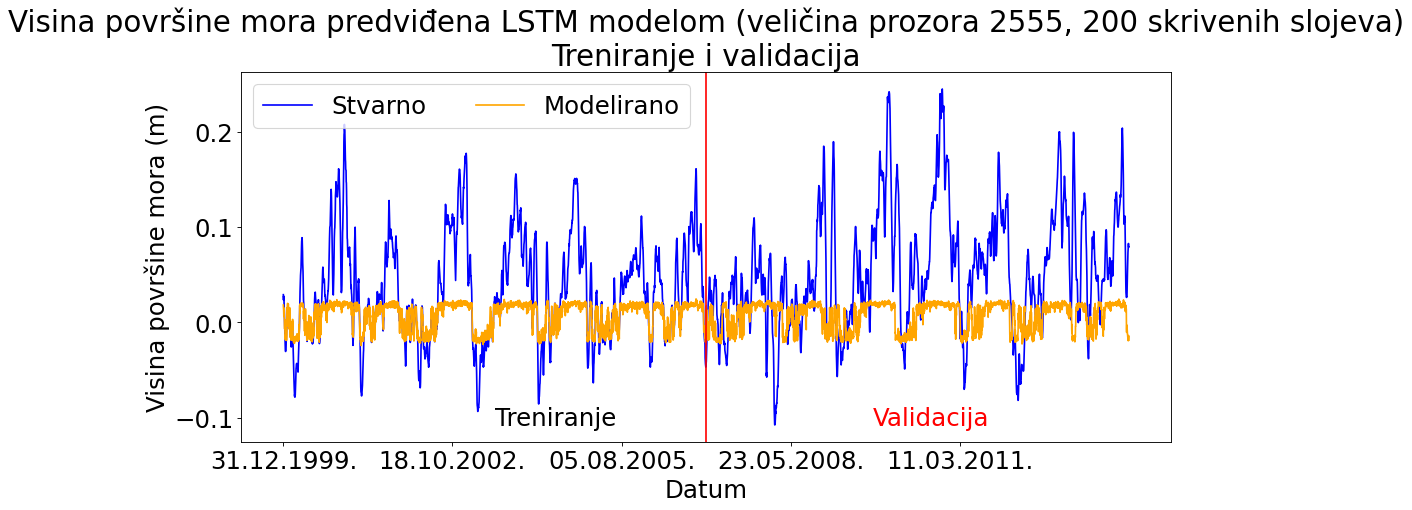 Visina površine mora predviđena LSTM modelom (veličina prozora 2555, 200 skrivenih slojeva)
Treniranje i validacija
Stvarno
Modelirano
Visina površine mora (m)
0.2
0.1
0.0
−0.1
Treniranje
Validacija
31.12.1999.
18.10.2002.
05.08.2005.
23.05.2008.
11.03.2011.
Datum